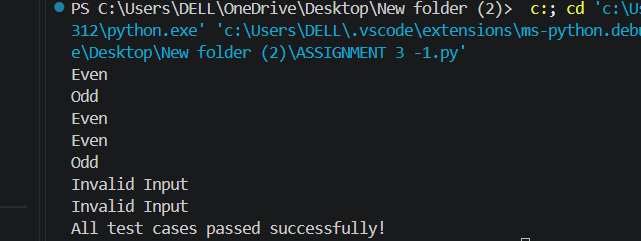 PS C:\Users\DELL\OneDrive\Desktop\New folder (2)> c:; cd 'c:\Us
312\python.exe' 'c:\Users\DELL\.vscode\extensions\ms-python.debu
e\Desktop\New folder (2)\ASSIGNMENT 3 -1.py'
Even
Odd
Even
Even
Odd
Invalid Input
Invalid Input
All test cases passed successfully!